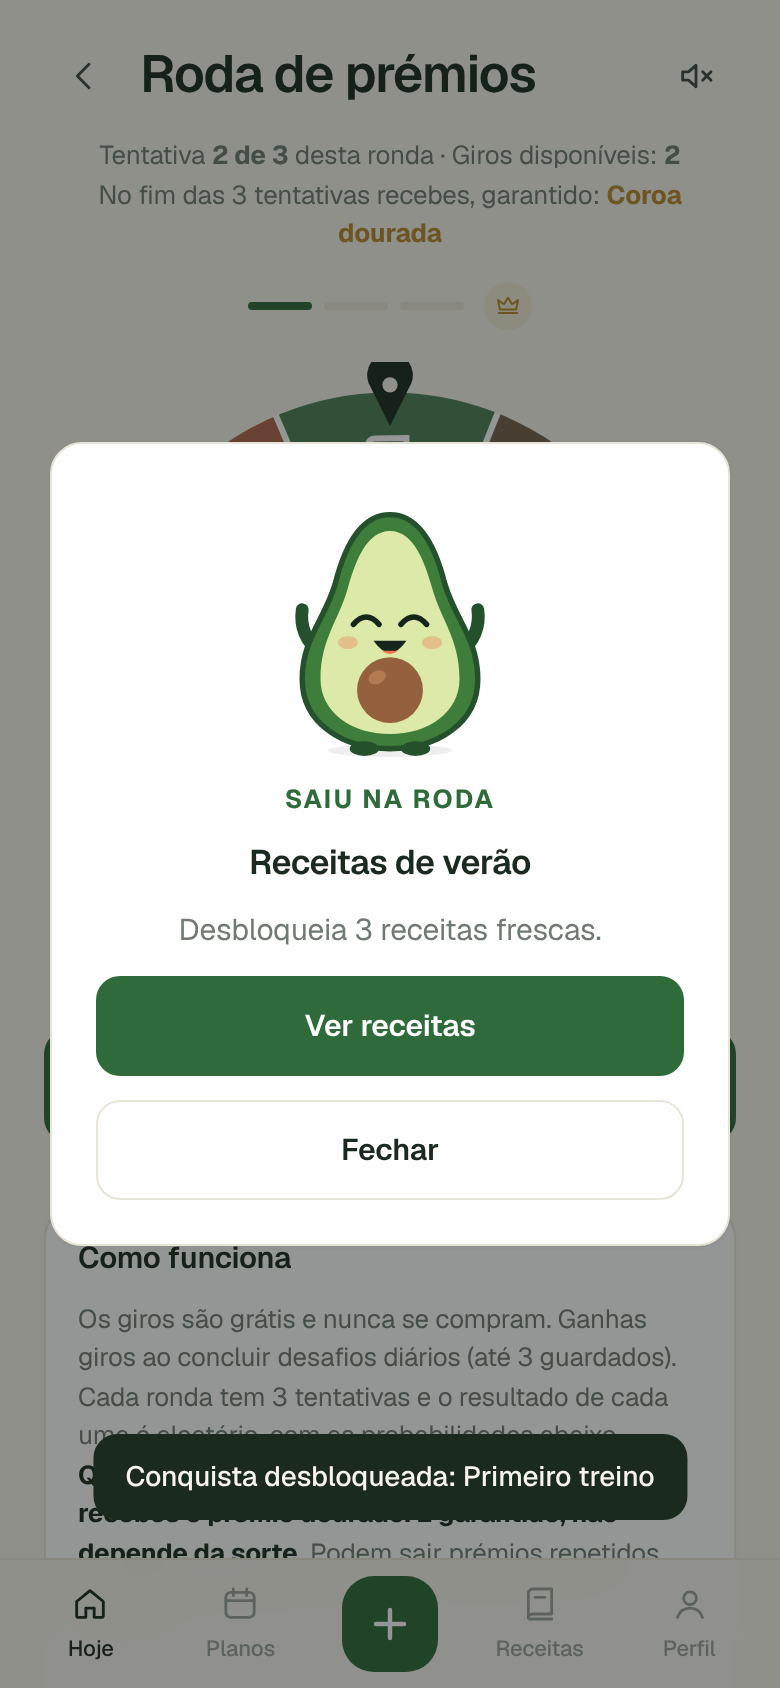 Roda de prémios
Tentativa 2 de 3 desta ronda · Giros disponíveis: 2
No fim das 3 tentativas recebes, garantido: Coroa
dourada
SAIU NA RODA
Receitas de verão
Desbloqueia 3 receitas frescas.
Ver receitas
Fechar
Como funciona
Os giros são grátis e nunca se compram. Ganhas
giros ao concluir desafios diários (até 3 guardados).
Cada ronda tem 3 tentativas e o resultado de cada
Conquista desbloqueada: Primeiro treino
depende da sorte. Podem sair prémios repetidos
Hoje
Planos
Receitas
Perfil